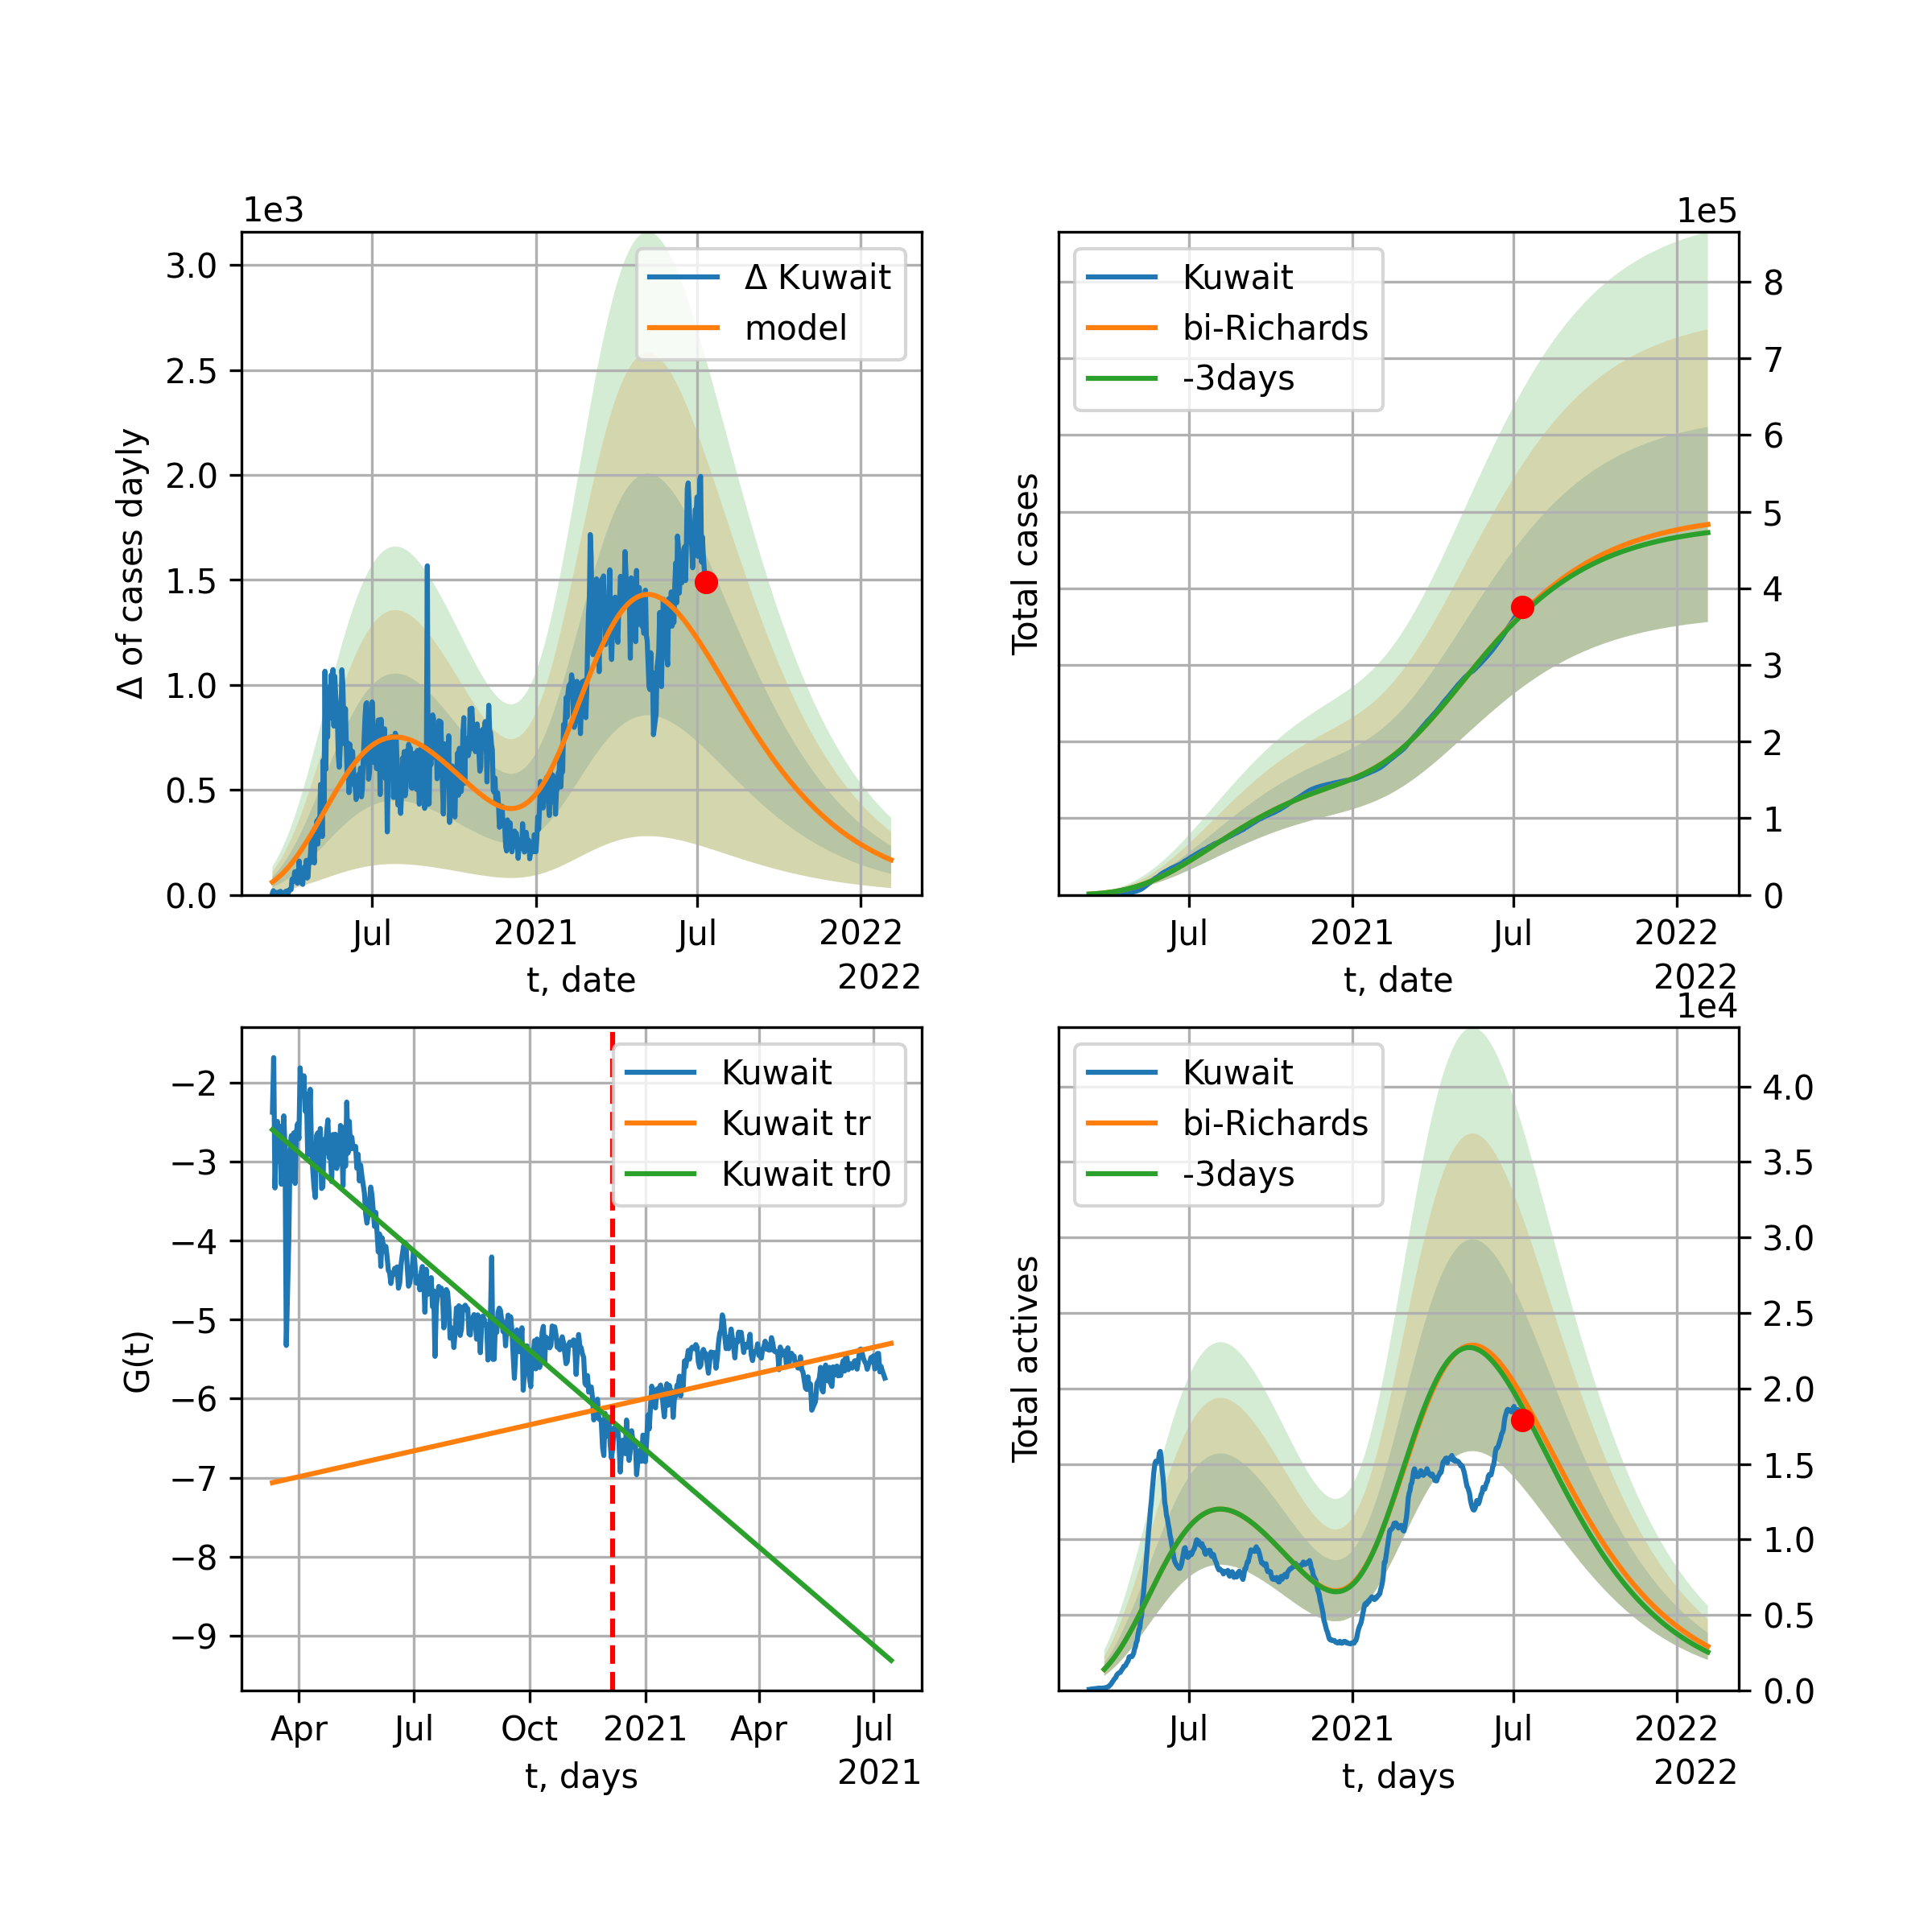 1e3
Δ of cases dayly
3.0
2.5
2.0
1.5
1.0
0.5
0.0
Δ Kuwait
model
Jul
2021
Jul
2022
t, date
2022
1e5
Total cases
Kuwait
bi-Richards
-3days
8
7
6
5
4
3
2
1
0
Jul
2021
Jul
2022
t, date
2022
G(t)
−2
−3
−4
−5
−6
−7
−8
−9
Kuwait
Kuwait tr
Kuwait tr0
Apr
Jul
Oct
2021
Apr
Jul
t, days
2021
1e4
Total actives
Kuwait
bi-Richards
-3days
4.0
3.5
3.0
2.5
2.0
1.5
1.0
0.5
0.0
Jul
2021
Jul
2022
t, days
2022